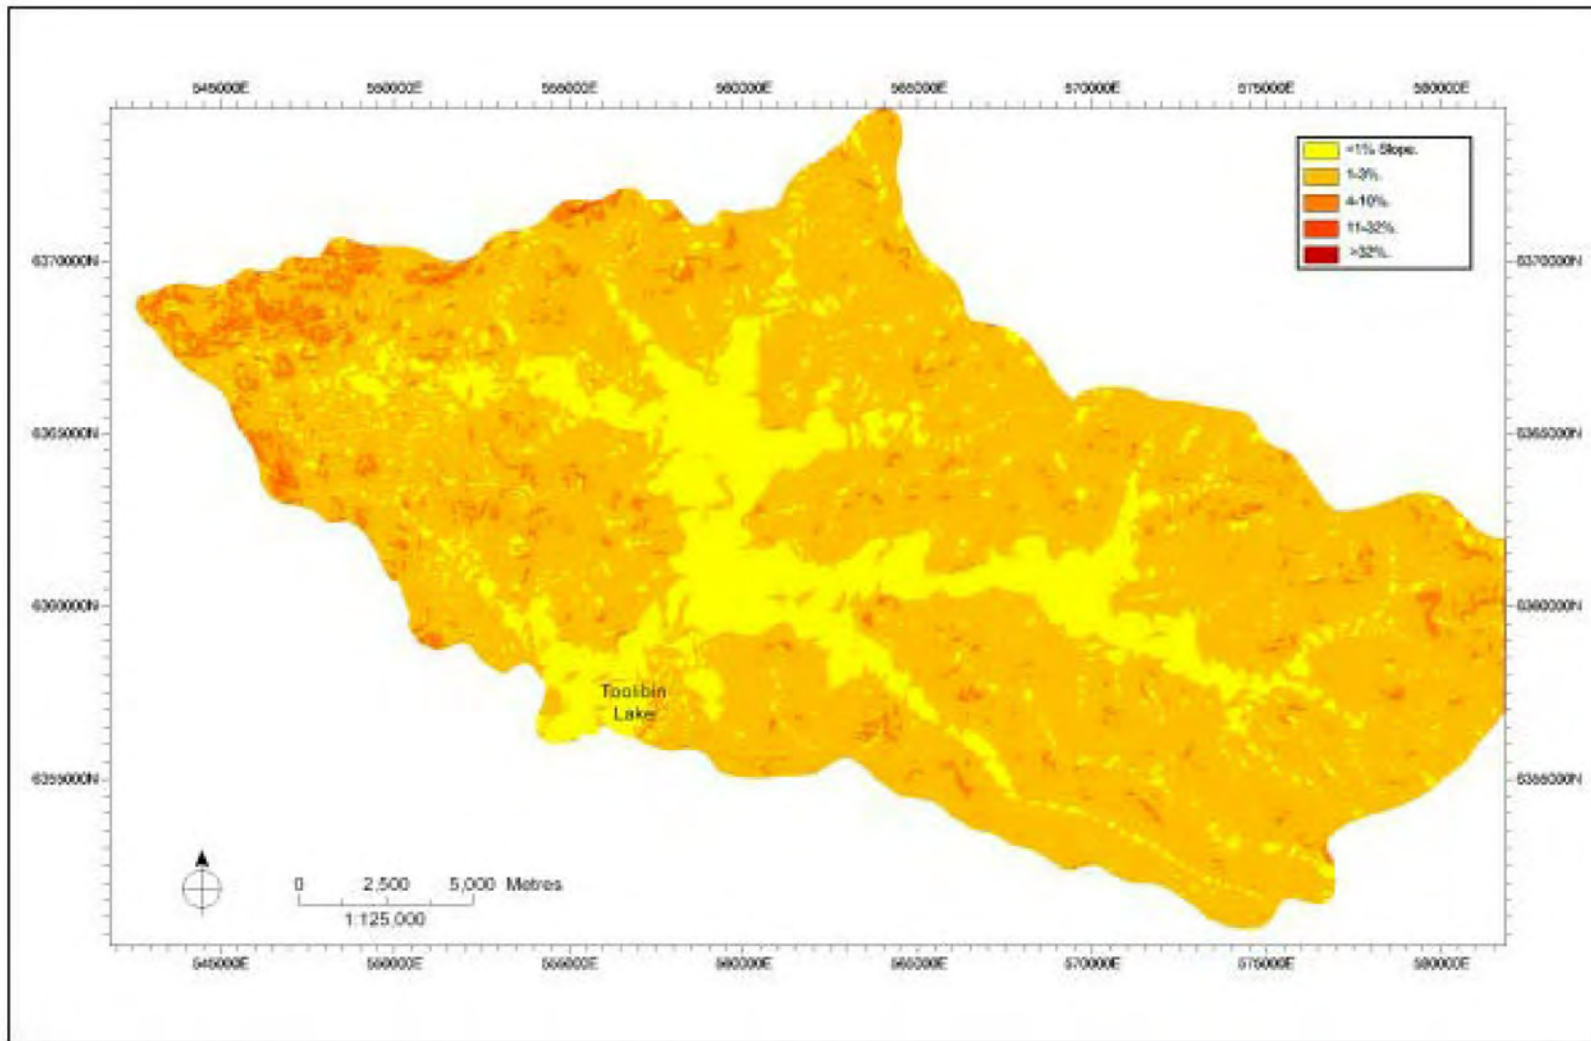 545000E 550000E 555000E 560000E 565000E 570000E 575000E 580000E
<1% Slope.
1-3%.
4-10%.
11-32%.
>32%.
6370000N 6370000N
6365000N 6365000N
6360000N 6360000N
Toolibin
Lake
6355000N 6355000N
0 2,500 5,000 Metres
1:125,000
545000E 550000E 555000E 560000E 565000E 570000E 575000E 580000E